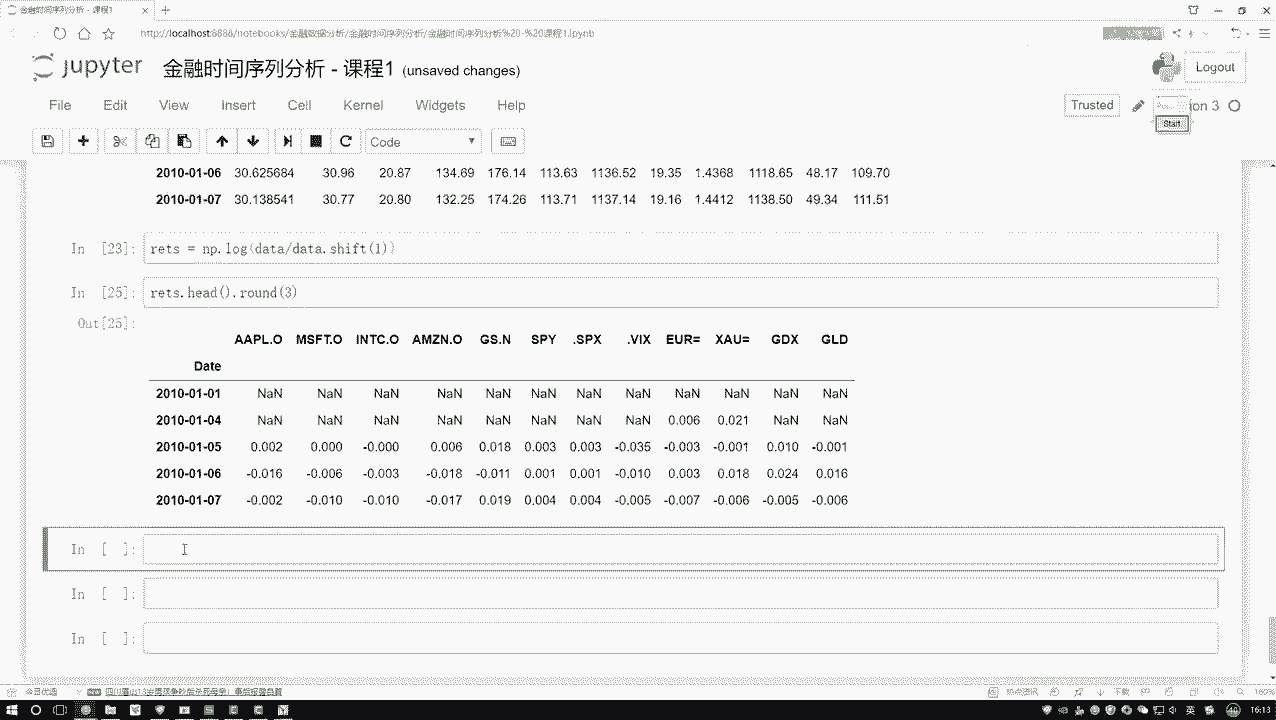 金融时间序列分析 - 课程1
http://localhost:8888/notebooks/金融数据分析/金融时间序列分析/金融时间序列分析%20-%20课程1.ipynb
jupyter 金融时间序列分析 - 课程1 (unsaved changes) Logout
File Edit View Insert Cell Kernel Widgets Help Trusted on 3
Start
Code
2010-01-06 30.625684 30.96 20.87 134.69 176.14 113.63 1136.52 19.35 1.4368 1118.65 48.17 109.70
2010-01-07 30.138541 30.77 20.80 132.25 174.26 113.71 1137.14 19.16 1.4412 1138.50 49.34 111.51
In [23]: rets = np.log(data/data.shift(1))
In [25]: rets.head().round(3)
Out[25]:
AAPL.O MSFT.O INTC.O AMZN.O GS.N SPY .SPX .VIX EUR= XAU= GDX GLD
Date
2010-01-01 NaN NaN NaN NaN NaN NaN NaN NaN NaN NaN NaN NaN
2010-01-04 NaN NaN NaN NaN NaN NaN NaN NaN 0.006 0.021 NaN NaN
2010-01-05 0.002 0.000 -0.000 0.006 0.018 0.003 0.003 -0.035 -0.003 -0.001 0.010 -0.001
2010-01-06 -0.016 -0.006 -0.003 -0.018 -0.011 0.001 0.001 -0.010 0.003 0.018 0.024 0.016
2010-01-07 -0.002 -0.010 -0.010 -0.017 0.019 0.004 0.004 -0.005 -0.007 -0.006 -0.005 -0.006
In [ ]:
In [ ]:
In [ ]:
今日优选 热点资讯 下载 160%
英 16:13